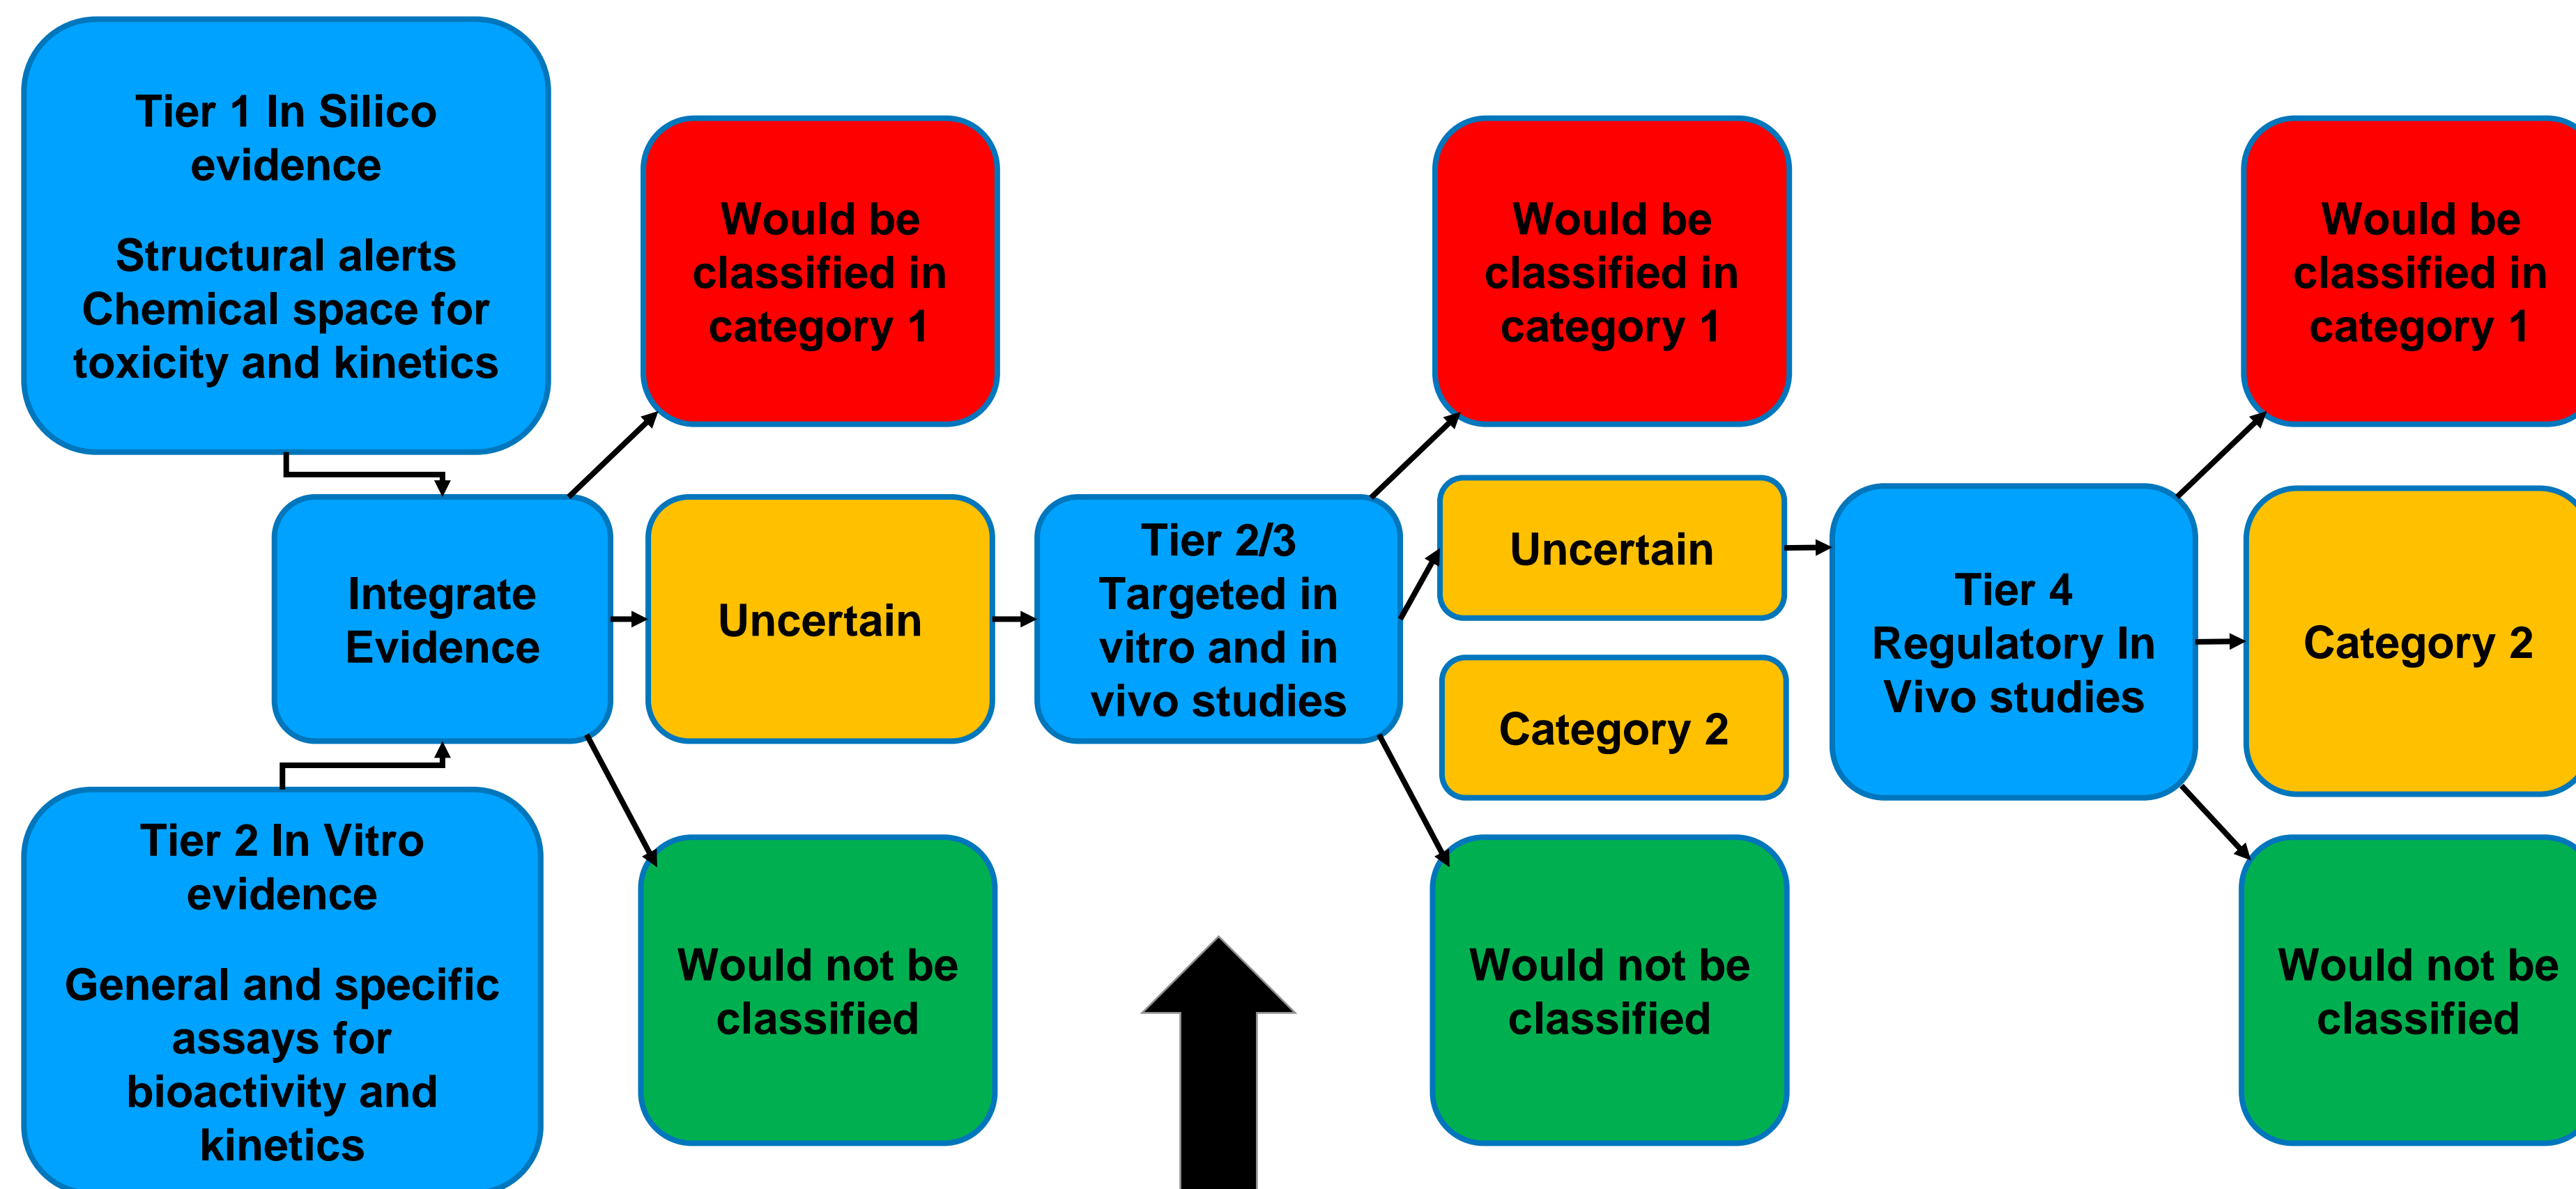 Tier 1 In Silico
evidence
Structural alerts
Chemical space for
toxicity and kinetics
Tier 2 In Vitro
evidence
General and specific
assays for
bioactivity and
kinetics
Integrate
Evidence
Would be
classified in
category 1
Uncertain
Would not be
classified
Tier 2/3
Targeted in
vitro and in
vivo studies
Would be
classified in
category 1
Uncertain
Category 2
Would not be
classified
Tier 4
Regulatory In
Vivo studies
Would be
classified in
category 1
Category 2
Would not be
classified